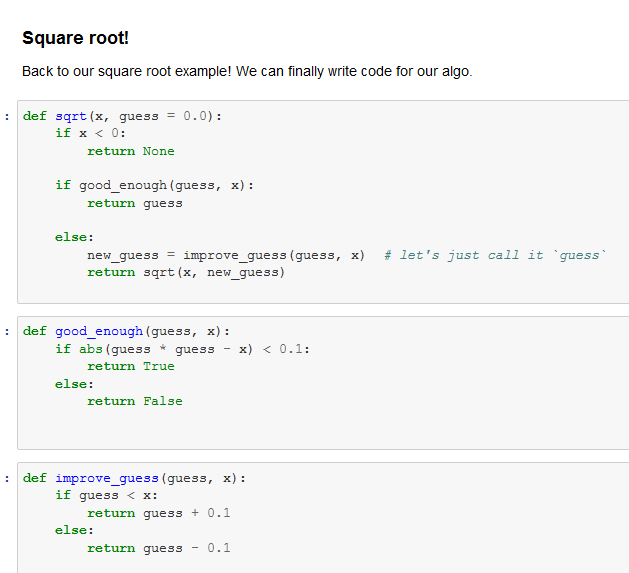 Square root!
Back to our square root example! We can finally write code for our algo.
: def sqrt(x, guess = 0.0):
    if x < 0:
        return None
    if good_enough(guess, x):
        return guess
    else:
        new_guess = improve_guess(guess, x)  # let's just call it `guess`
        return sqrt(x, new_guess)
: def good_enough(guess, x):
    if abs(guess * guess - x) < 0.1:
        return True
    else:
        return False
: def improve_guess(guess, x):
    if guess < x:
        return guess + 0.1
    else:
        return guess - 0.1